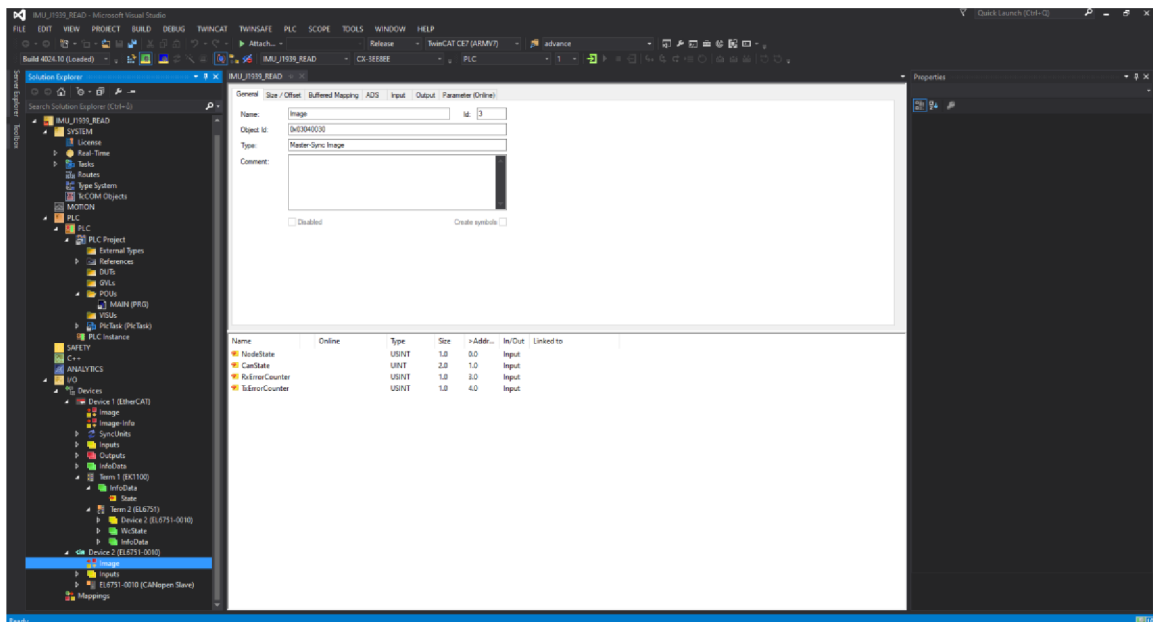 IMU_J1939_READ - Microsoft Visual Studio
Quick Launch (Ctrl+Q)
FILE EDIT VIEW PROJECT BUILD DEBUG TWINCAT TWINSAFE PLC SCOPE TOOLS WINDOW HELP
Attach... Release TwinCAT CE7 (ARMV7) advance
Build 4024.10 (Loaded) IMU_J1939_READ CX-3EE8EE PLC 1
Server Explorer
Toolbox
Solution Explorer
Search Solution Explorer (Ctrl+ü)
IMU_J1939_READ
SYSTEM
License
Real-Time
Tasks
Routes
Type System
TcCOM Objects
MOTION
PLC
PLC
PLC Project
External Types
References
DUTs
GVLs
POUs
MAIN (PRG)
VISUs
PlcTask (PlcTask)
PLC Instance
SAFETY
C++
ANALYTICS
I/O
Devices
Device 1 (EtherCAT)
Image
Image-Info
SyncUnits
Inputs
Outputs
InfoData
Term 1 (EK1100)
InfoData
State
Term 2 (EL6751)
Device 2 (EL6751-0010)
WcState
InfoData
Device 2 (EL6751-0010)
Image
Inputs
EL6751-0010 (CANopen Slave)
Mappings
IMU_J1939_READ
General Size / Offset Buffered Mapping ADS Input Output Parameter (Online)
Name: Image Id: 3
Object Id: 0x03040030
Type: Master-Sync Image
Comment:
Disabled Create symbols
Name Online Type Size >Addr... In/Out Linked to
NodeState USINT 1.0 0.0 Input
CanState UINT 2.0 1.0 Input
RxErrorCounter USINT 1.0 3.0 Input
TxErrorCounter USINT 1.0 4.0 Input
Properties
Ready